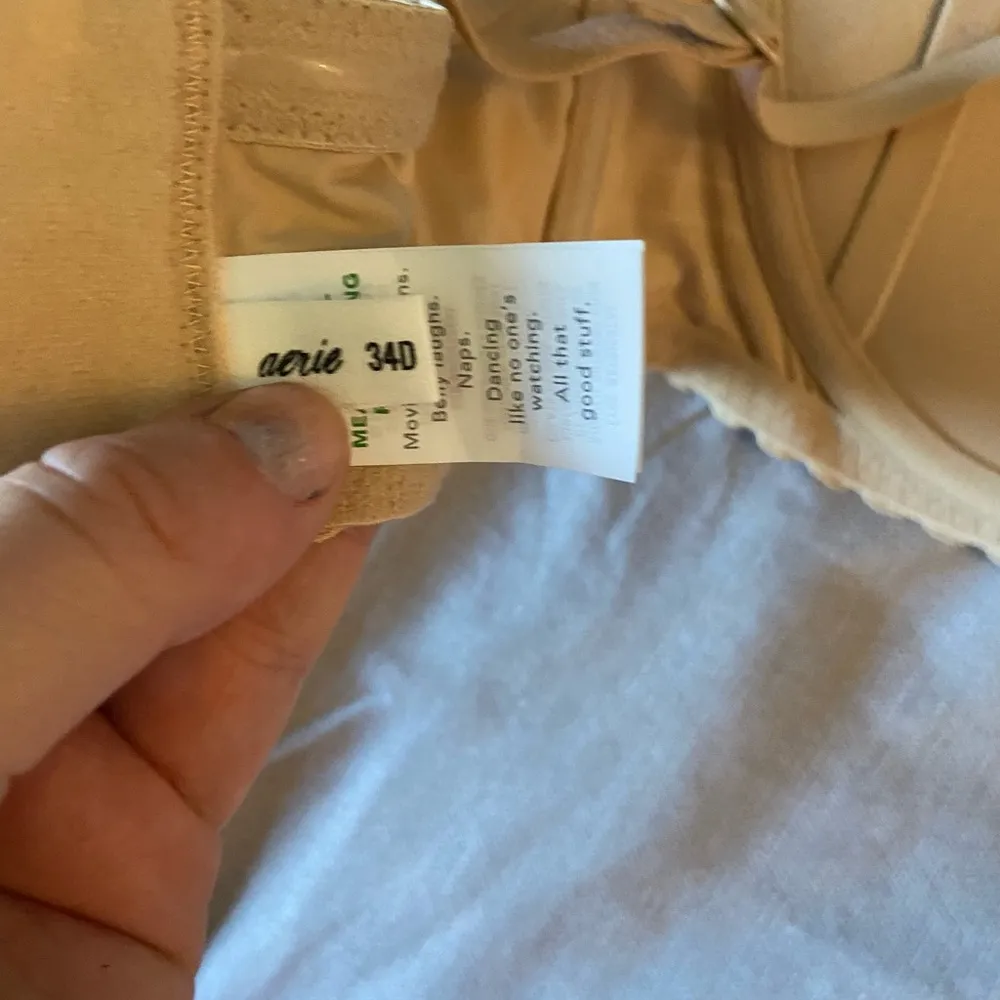 aerie 34D
Belly laughs.
Naps.
Dancing
like no one's
watching.
All that
good stuff.